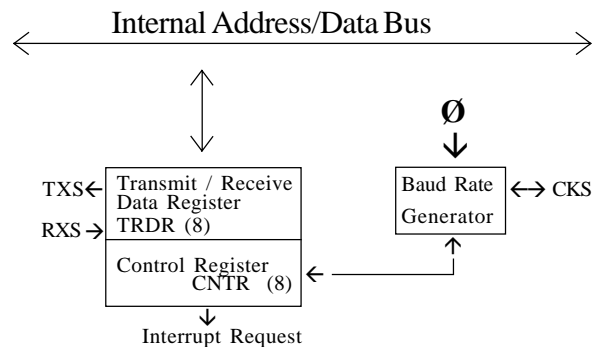 Internal Address/Data Bus
Ø
TXS
Transmit / Receive
Data Register
TRDR (8)
RXS
Baud Rate
Generator
CKS
Control Register
CNTR (8)
Interrupt Request